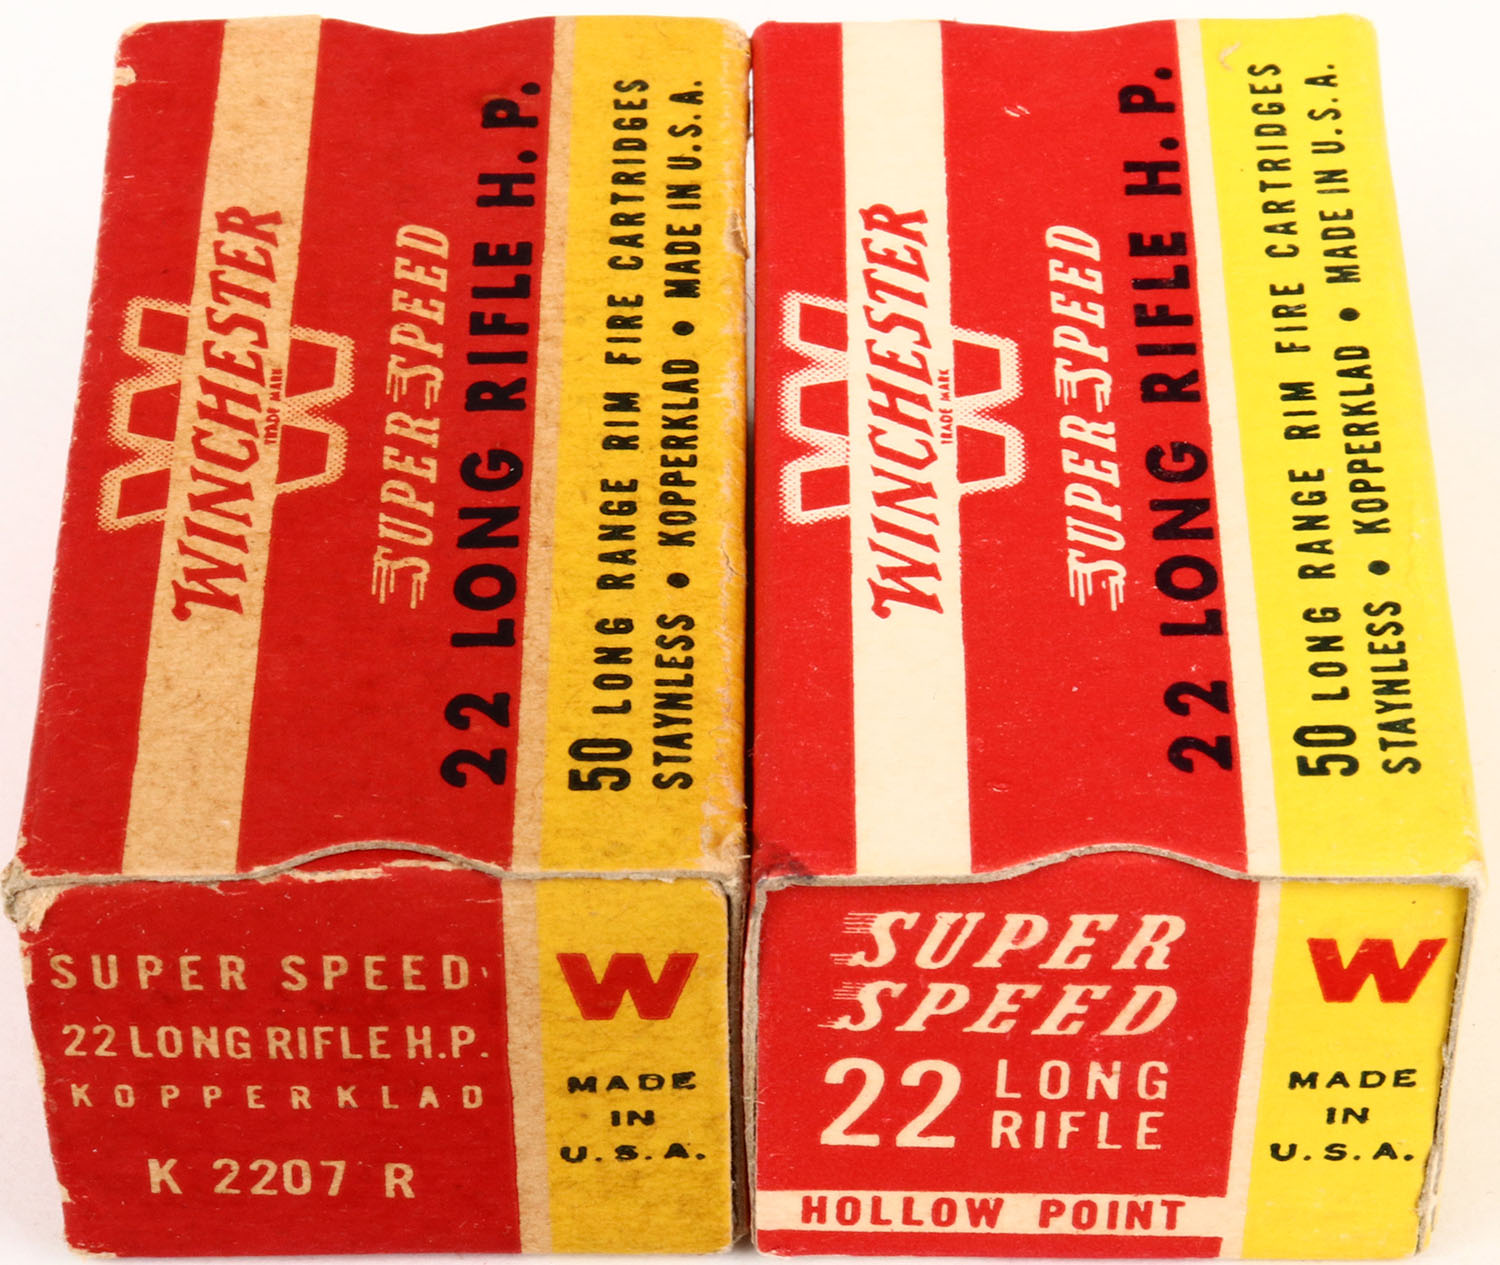 W
WINCHESTER
TRADE MARK
SUPER-SPEED
22 LONG RIFLE H.P.
50 LONG RANGE RIM FIRE CARTRIDGES
STAYNLESS • KOPPERKLAD • MADE IN U.S.A.
SUPER SPEED
22 LONG RIFLE H.P.
KOPPERKLAD
K 2207 R
W
MADE
IN
U.S.A.
W
WINCHESTER
TRADE MARK
SUPER-SPEED
22 LONG RIFLE H.P.
50 LONG RANGE RIM FIRE CARTRIDGES
STAYNLESS • KOPPERKLAD • MADE IN U.S.A.
SUPER
SPEED
22 LONG
RIFLE
HOLLOW POINT
W
MADE
IN
U.S.A.